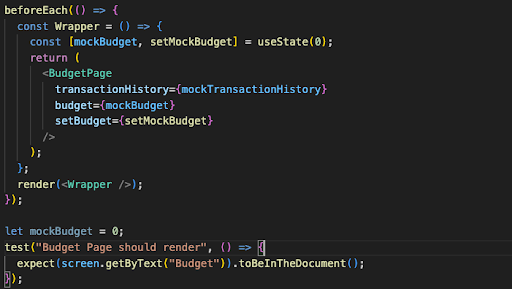 beforeEach(() => {
  const Wrapper = () => {
    const [mockBudget, setMockBudget] = useState(0);
    return (
      <BudgetPage
        transactionHistory={mockTransactionHistory}
        budget={mockBudget}
        setBudget={setMockBudget}
      />
    );
  };
  render(<Wrapper />);
});

let mockBudget = 0;
test("Budget Page should render", () => {
  expect(screen.getByText("Budget")).toBeInTheDocument();
});